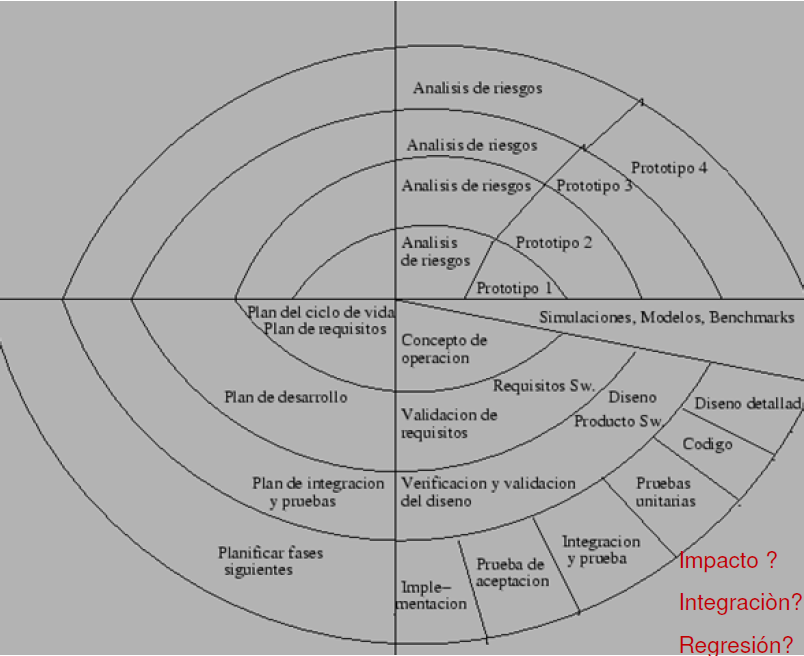 Analisis de riesgos
Analisis de riesgos
Prototipo 4
Analisis de riesgos
Prototipo 3
Analisis
de riesgos
Prototipo 2
Prototipo 1
Plan del ciclo de vida
Plan de requisitos
Simulaciones, Modelos, Benchmarks
Concepto de
operacion
Requisitos Sw.
Plan de desarrollo
Diseno
Producto Sw.
Diseno detallad
Validacion de
requisitos
Codigo
Plan de integracion
y pruebas
Verificacion y validacion
del diseno
Pruebas
unitarias
Planificar fases
siguientes
Imple–
mentacion
Prueba de
aceptacion
Integracion
y prueba
Impacto ?
Integraciòn?
Regresión?